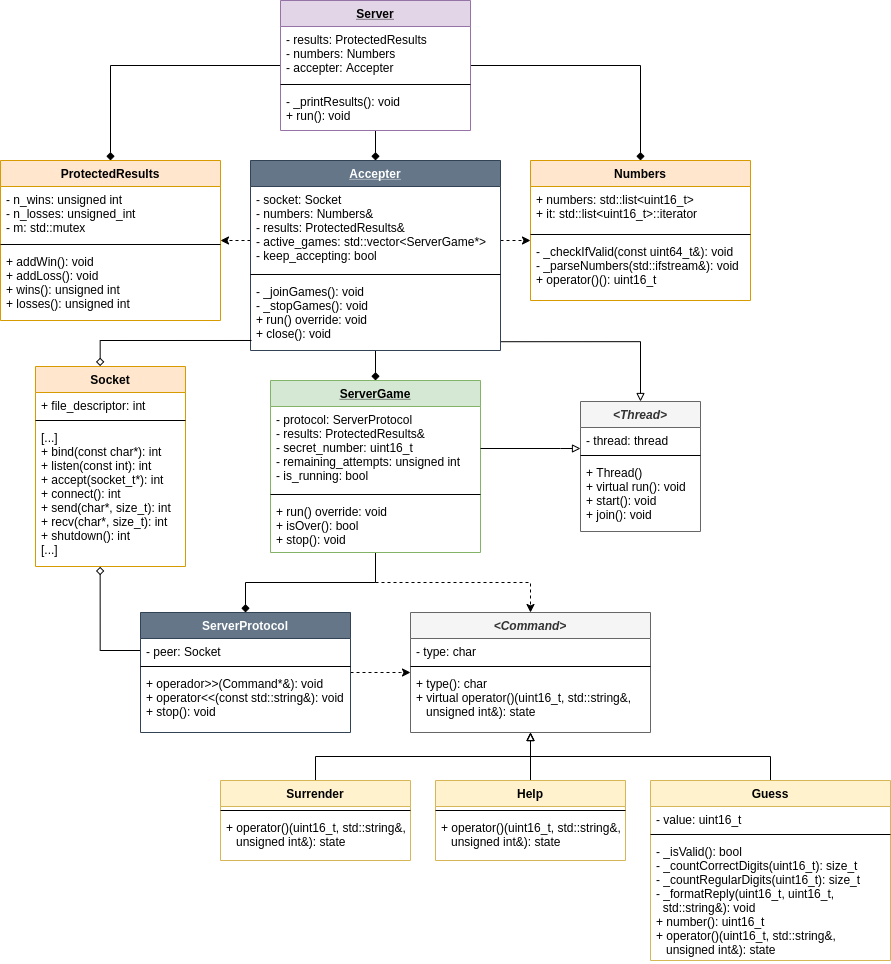 Server
- results: ProtectedResults
- numbers: Numbers
- accepter: Accepter
- _printResults(): void
+ run(): void
ProtectedResults
- n_wins: unsigned int
- n_losses: unsigned_int
- m: std::mutex
+ addWin(): void
+ addLoss(): void
+ wins(): unsigned int
+ losses(): unsigned int
Accepter
- socket: Socket
- numbers: Numbers&
- results: ProtectedResults&
- active_games: std::vector<ServerGame*>
- keep_accepting: bool
- _joinGames(): void
- _stopGames(): void
+ run() override: void
+ close(): void
Numbers
+ numbers: std::list<uint16_t>
+ it: std::list<uint16_t>::iterator
- _checkIfValid(const uint64_t&): void
- _parseNumbers(std::ifstream&): void
+ operator()(): uint16_t
Socket
+ file_descriptor: int
[...]
+ bind(const char*): int
+ listen(const int): int
+ accept(socket_t*): int
+ connect(): int
+ send(char*, size_t): int
+ recv(char*, size_t): int
+ shutdown(): int
[...]
ServerGame
- protocol: ServerProtocol
- results: ProtectedResults&
- secret_number: uint16_t
- remaining_attempts: unsigned int
- is_running: bool
+ run() override: void
+ isOver(): bool
+ stop(): void
<Thread>
- thread: thread
+ Thread()
+ virtual run(): void
+ start(): void
+ join(): void
ServerProtocol
- peer: Socket
+ operador>>(Command*&): void
+ operator<<(const std::string&): void
+ stop(): void
<Command>
- type: char
+ type(): char
+ virtual operator()(uint16_t, std::string&,
unsigned int&): state
Surrender
+ operator()(uint16_t, std::string&,
unsigned int&): state
Help
+ operator()(uint16_t, std::string&,
unsigned int&): state
Guess
- value: uint16_t
- _isValid(): bool
- _countCorrectDigits(uint16_t): size_t
- _countRegularDigits(uint16_t): size_t
- _formatReply(uint16_t, uint16_t,
std::string&): void
+ number(): uint16_t
+ operator()(uint16_t, std::string&,
unsigned int&): state